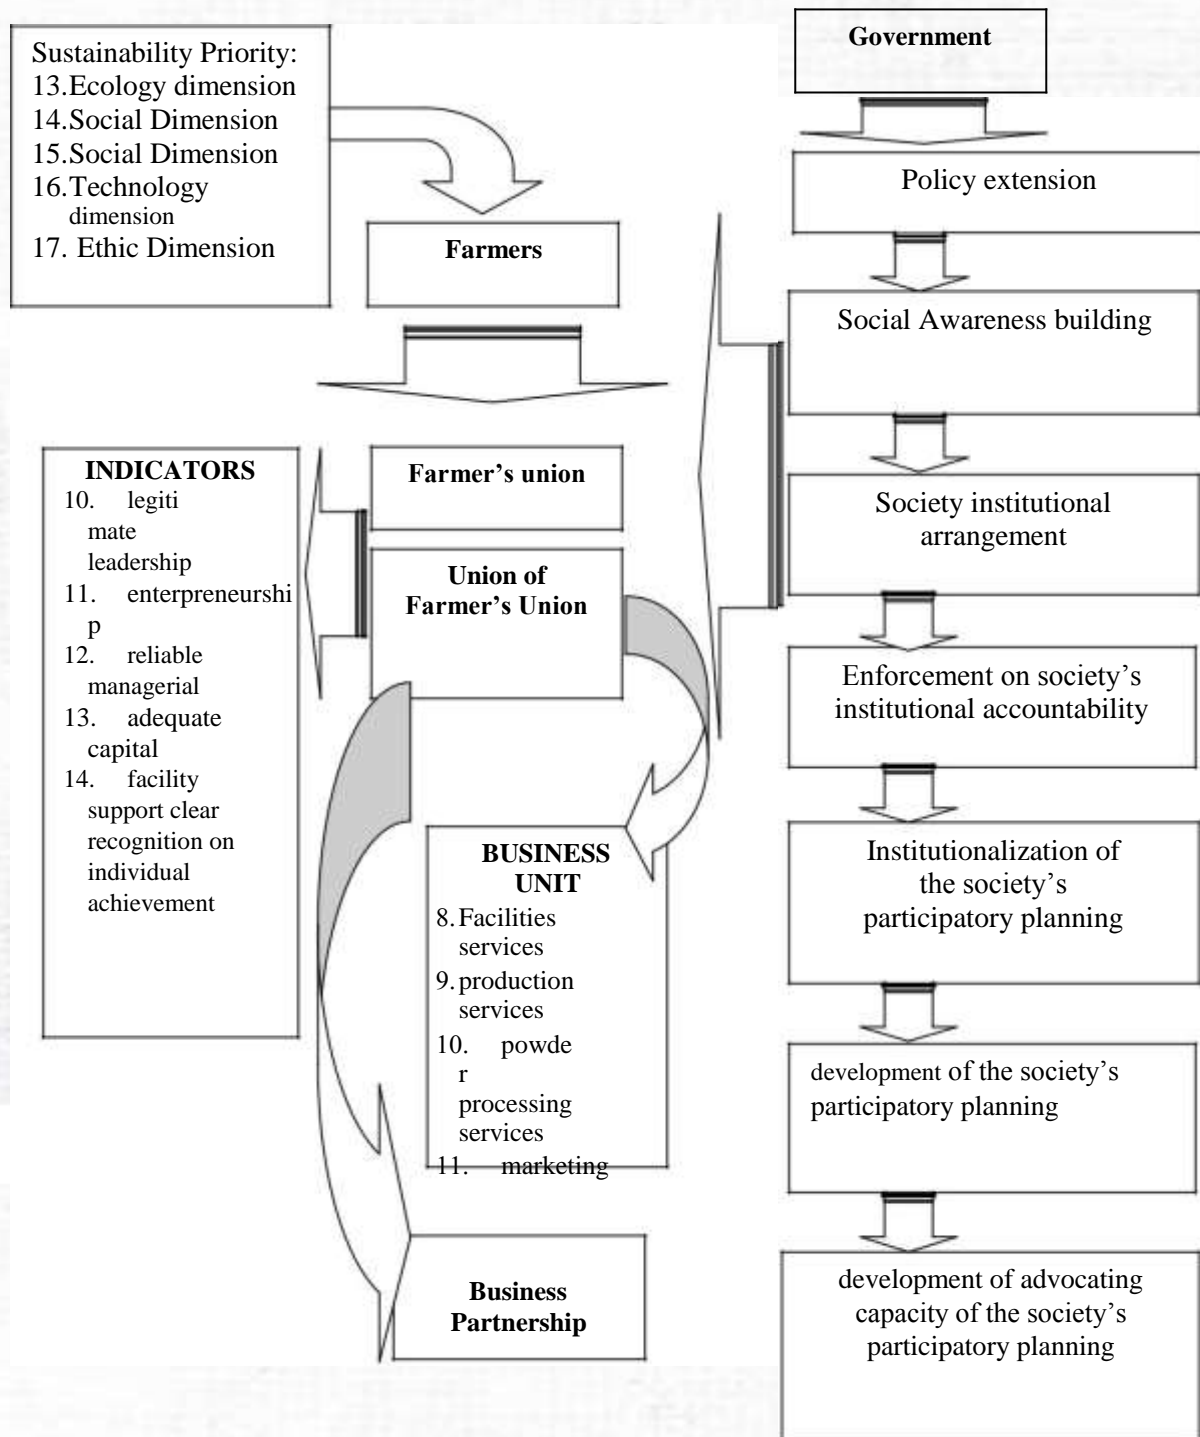 Sustainability Priority:
13.Ecology dimension
14.Social Dimension
15.Social Dimension
16.Technology
dimension
17. Ethic Dimension
Farmers
Farmer’s union
Union of
Farmer’s Union
INDICATORS
10. legiti
mate
leadership
11. enterpreneurshi
p
12. reliable
managerial
13. adequate
capital
14. facility
support clear
recognition on
individual
achievement
BUSINESS
UNIT
8. Facilities
services
9. production
services
10. powde
r
processing
services
11. marketing
Business
Partnership
Government
Policy extension
Social Awareness building
Society institutional
arrangement
Enforcement on society’s
institutional accountability
Institutionalization of
the society’s
participatory planning
development of the society’s
participatory planning
development of advocating
capacity of the society’s
participatory planning